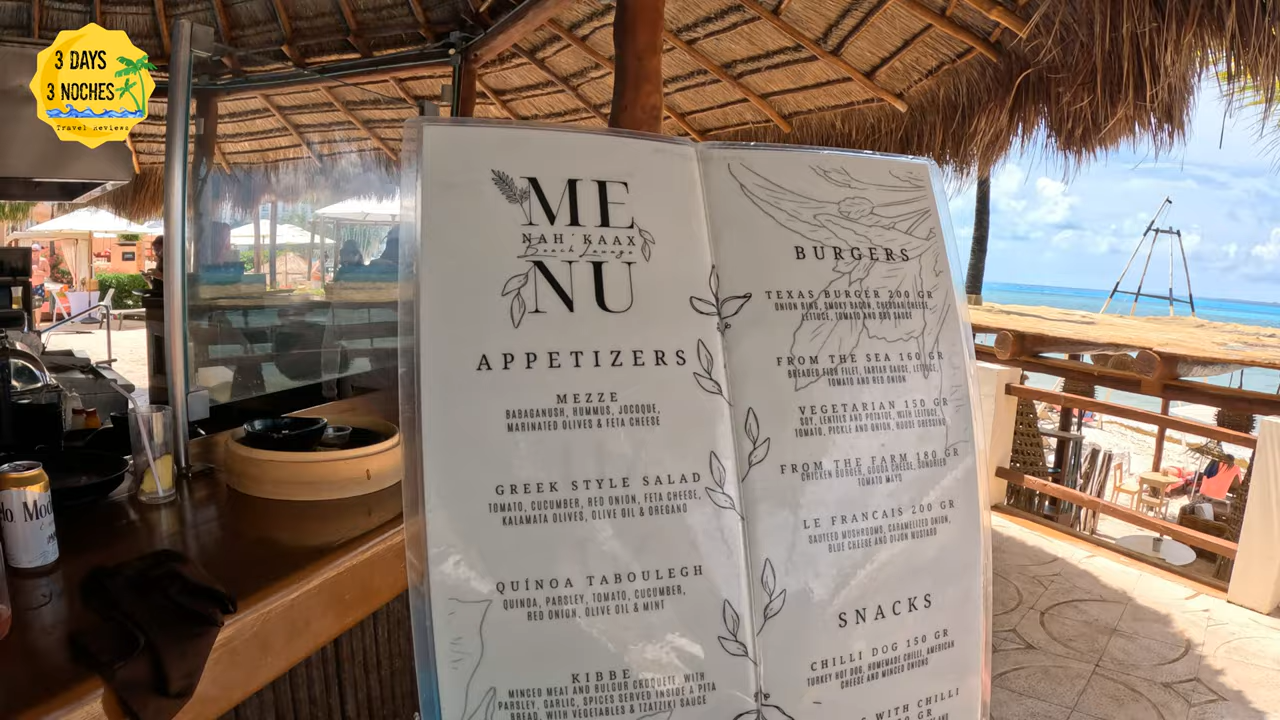 3 DAYS
3 NOCHES
Travel Reviews
ME
NAH´KAAX
Beach Lounge
NU
APPETIZERS
MEZZE
BABAGANUSH, HUMMUS, JOCOQUE,
MARINATED OLIVES & FETA CHEESE
GREEK STYLE SALAD
TOMATO, CUCUMBER, RED ONION, FETA CHEESE,
KALAMATA OLIVES, OLIVE OIL & OREGANO
QUÍNOA TABOULEGH
QUINOA, PARSLEY, TOMATO, CUCUMBER,
RED ONION, OLIVE OIL & MINT
KIBBE
MINCED MEAT AND BULGUR CROQUETE, WITH
PARSLEY, GARLIC, SPICES SERVED INSIDE A PITA
BREAD, WITH VEGETABLES & TZATZIKI SAUCE
BURGERS
TEXAS BURGER 200 GR
ONION RING, SMOKY BACON, CHEDDAR CHEESE,
LETTUCE, TOMATO AND BBQ SAUCE
FROM THE SEA 160 GR
BREADED FISH FILET, TARTAR SAUCE, LETTUCE,
TOMATO AND RED ONION
VEGETARIAN 150 GR
SOY, LENTILS AND POTATOE, WITH LETTUCE,
TOMATO, PICKLE AND ONION, HOUSE DRESSING
FROM THE FARM 180 GR
CHICKEN BURGER, GOUDA CHEESE, SUNDRIED
TOMATO MAYO
LE FRANCAIS 200 GR
SAUTEED MUSHROOMS, CARAMELIZED ONION,
BLUE CHEESE AND DIJON MUSTARD
SNACKS
CHILLI DOG 150 GR
TURKEY HOT DOG, HOMEMADE CHILLI, AMERICAN
CHEESE AND MINCED ONIONS
WITH CHILLI
GR